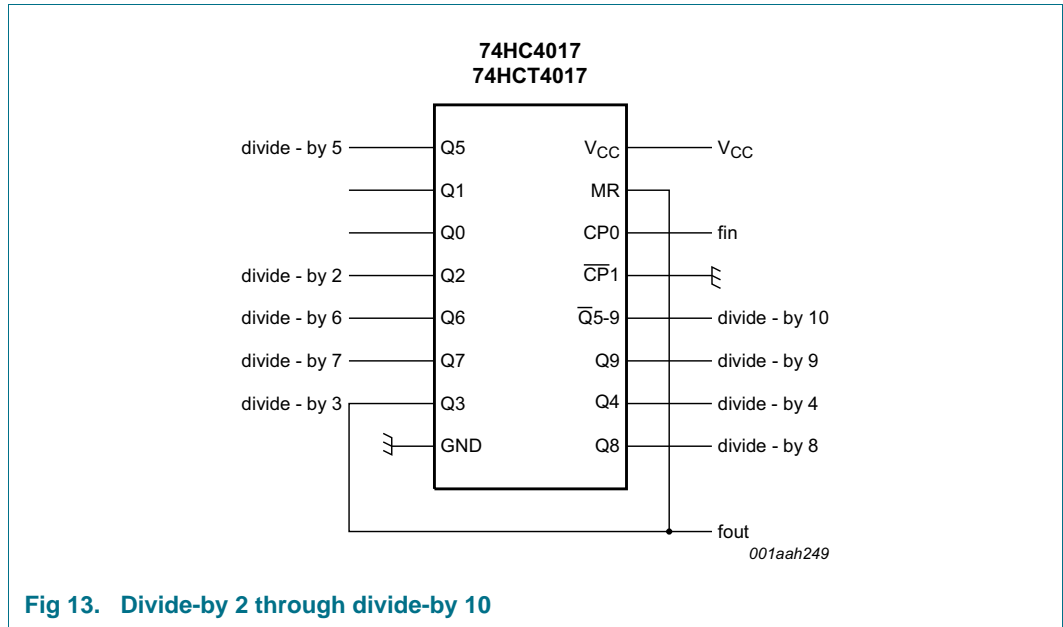 74HC4017
74HCT4017
divide - by 5
Q5
VCC
VCC
Q1
MR
Q0
CP0
fin
divide - by 2
Q2
C̅P̅1
divide - by 6
Q6
Q̅5-9
divide - by 10
divide - by 7
Q7
Q9
divide - by 9
divide - by 3
Q3
Q4
divide - by 4
GND
Q8
divide - by 8
fout
001aah249
Fig 13. Divide-by 2 through divide-by 10